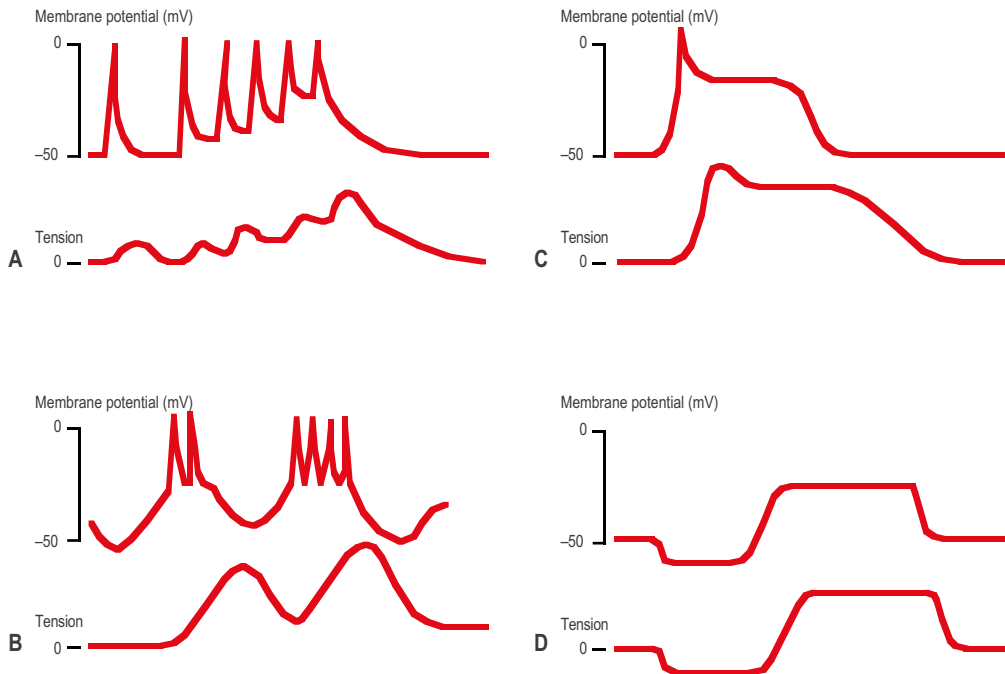 Membrane potential (mV)
0
–50
Tension
0
A
Membrane potential (mV)
0
–50
Tension
0
C
Membrane potential (mV)
0
–50
Tension
0
B
Membrane potential (mV)
0
–50
Tension
0
D